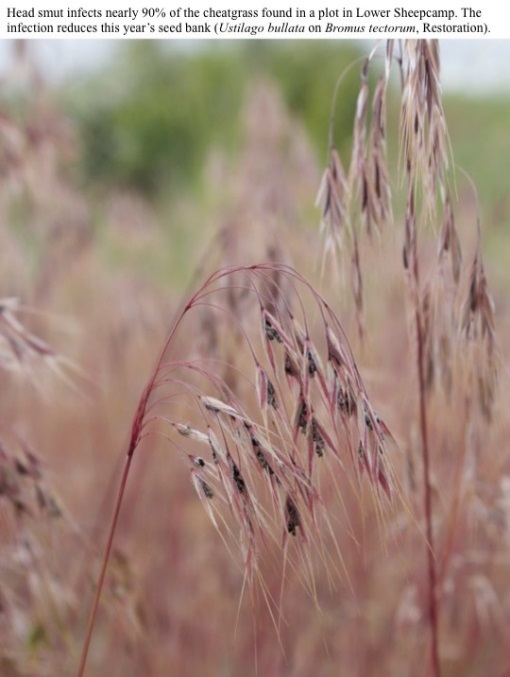 Head smut infects nearly 90% of the cheatgrass found in a plot in Lower Sheepcamp. The
infection reduces this year’s seed bank (Ustilago bullata on Bromus tectorum, Restoration).